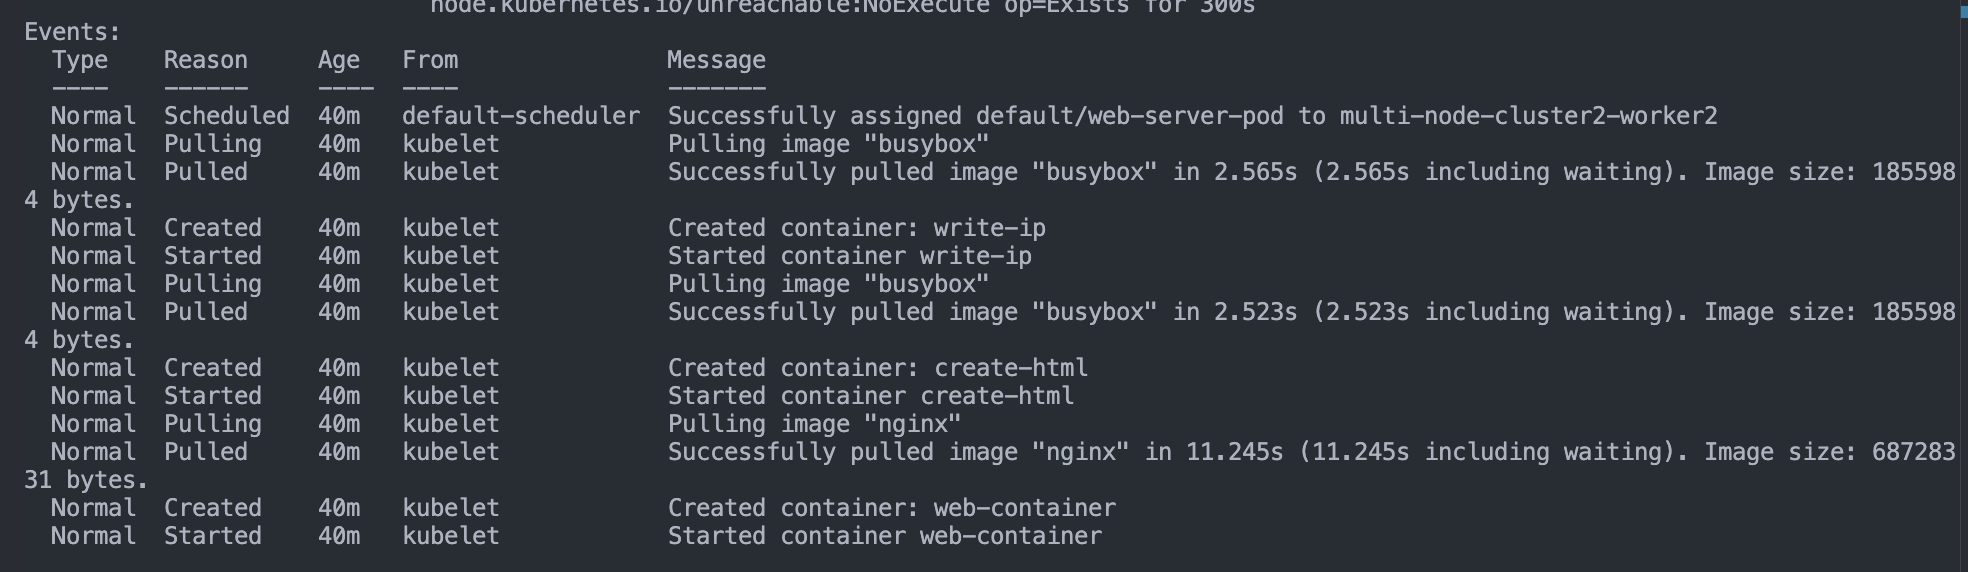 node.kubernetes.io/unreachable:NoExecute op=Exists for 300s
Events:
  Type    Reason     Age   From               Message
  ----    ------     ----  ----               -------
  Normal  Scheduled  40m   default-scheduler  Successfully assigned default/web-server-pod to multi-node-cluster2-worker2
  Normal  Pulling    40m   kubelet            Pulling image "busybox"
  Normal  Pulled     40m   kubelet            Successfully pulled image "busybox" in 2.565s (2.565s including waiting). Image size: 185598
4 bytes.
  Normal  Created    40m   kubelet            Created container: write-ip
  Normal  Started    40m   kubelet            Started container write-ip
  Normal  Pulling    40m   kubelet            Pulling image "busybox"
  Normal  Pulled     40m   kubelet            Successfully pulled image "busybox" in 2.523s (2.523s including waiting). Image size: 185598
4 bytes.
  Normal  Created    40m   kubelet            Created container: create-html
  Normal  Started    40m   kubelet            Started container create-html
  Normal  Pulling    40m   kubelet            Pulling image "nginx"
  Normal  Pulled     40m   kubelet            Successfully pulled image "nginx" in 11.245s (11.245s including waiting). Image size: 687283
31 bytes.
  Normal  Created    40m   kubelet            Created container: web-container
  Normal  Started    40m   kubelet            Started container web-container